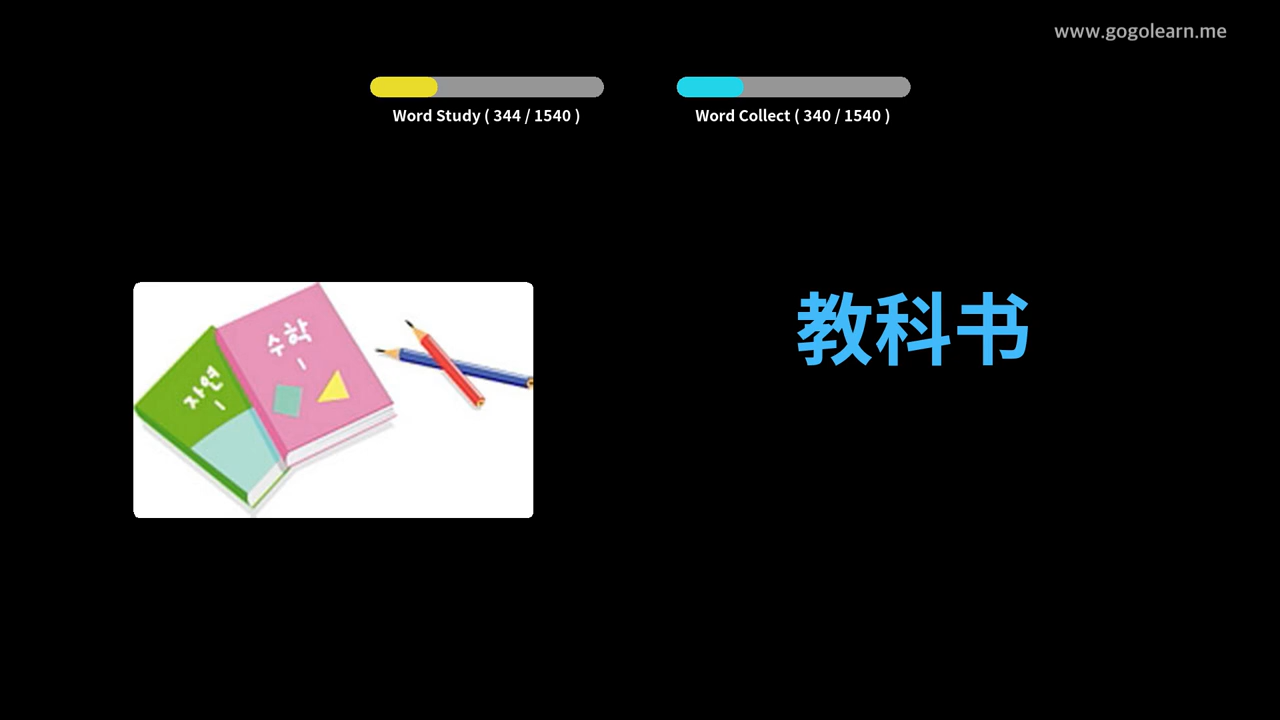 www.gogolearn.me
Word Study ( 344 / 1540 )
Word Collect ( 340 / 1540 )
教科书
수학
1
자연
1